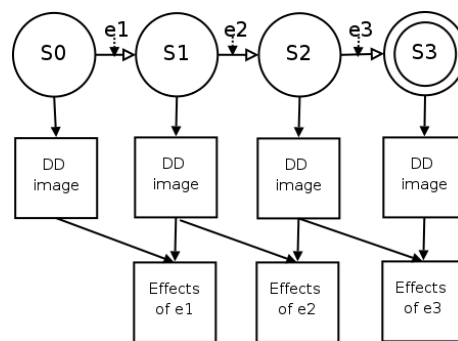 e1 e2 e3
S0 S1 S2 S3
DD DD DD DD
image image image image
Effects Effects Effects
of e1 of e2 of e3